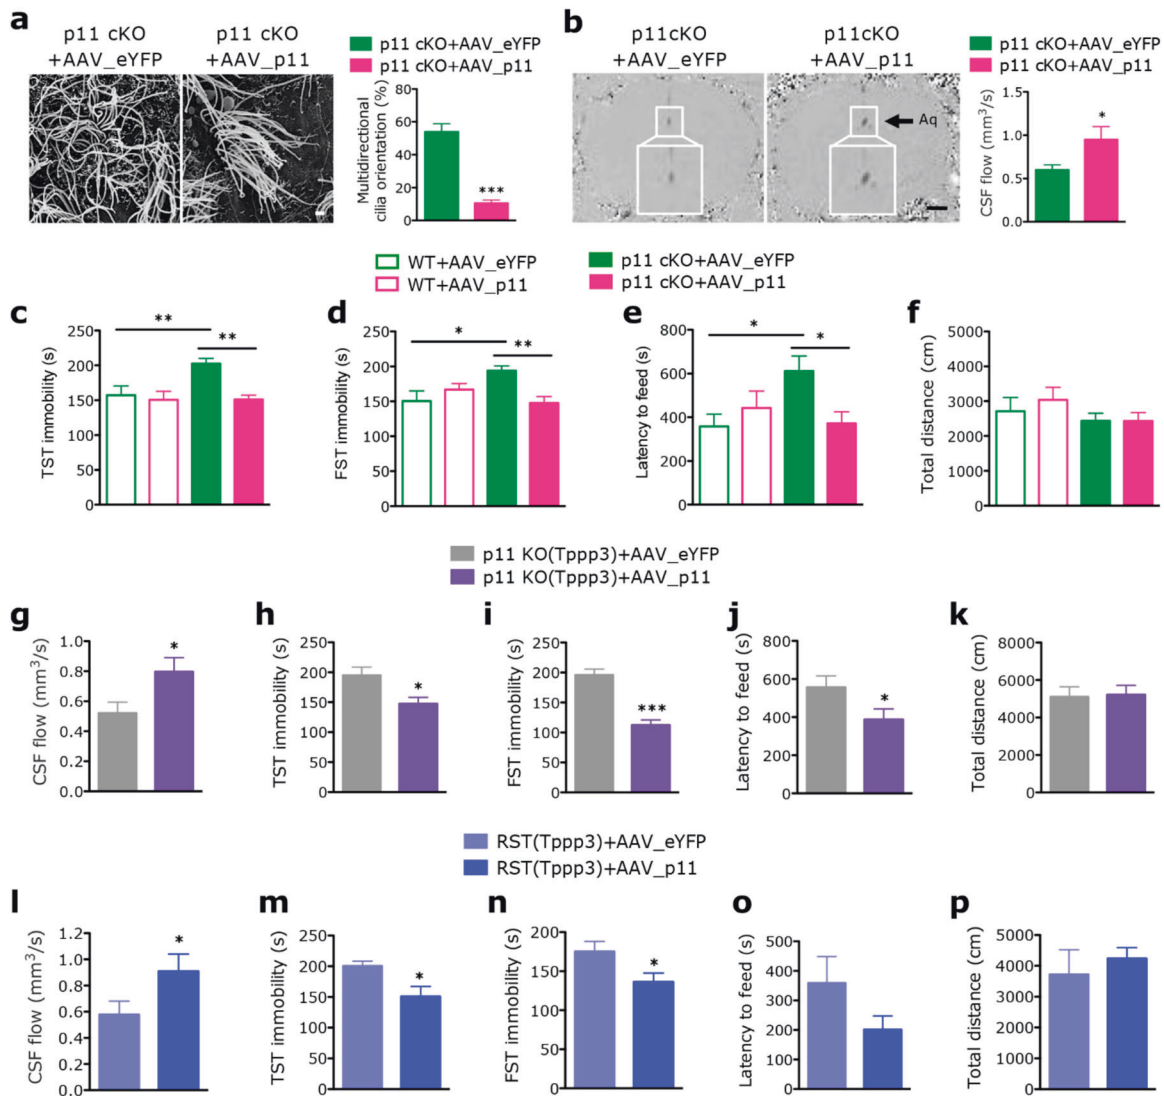 a
p11 cKO
+AAV_eYFP
p11 cKO
+AAV_p11
p11 cKO+AAV_eYFP
p11 cKO+AAV_p11
Multidirectional
cilia orientation (%)
80
60
40
20
0
***
b
p11cKO
+AAV_eYFP
p11cKO
+AAV_p11
Aq
p11 cKO+AAV_eYFP
p11 cKO+AAV_p11
CSF flow (mm³/s)
1.5
1.0
0.5
0.0
*
WT+AAV_eYFP
WT+AAV_p11
p11 cKO+AAV_eYFP
p11 cKO+AAV_p11
c
TST immobility (s)
250
200
150
100
50
0
**
**
d
FST immobility (s)
250
200
150
100
50
0
*
**
e
Latency to feed (s)
800
600
400
200
0
*
*
f
Total distance (cm)
5000
4000
3000
2000
1000
0
p11 KO(Tppp3)+AAV_eYFP
p11 KO(Tppp3)+AAV_p11
g
CSF flow (mm³/s)
1.0
0.8
0.6
0.4
0.2
0.0
*
h
TST immobility (s)
250
200
150
100
50
0
*
i
FST immobility (s)
250
200
150
100
50
0
***
j
Latency to feed (s)
800
600
400
200
0
*
k
Total distance (cm)
8000
6000
4000
2000
0
RST(Tppp3)+AAV_eYFP
RST(Tppp3)+AAV_p11
l
CSF flow (mm³/s)
1.2
1.0
0.8
0.6
0.4
0.2
0.0
*
m
TST immobility (s)
250
200
150
100
50
0
*
n
FST immobility (s)
200
150
100
50
0
*
o
Latency to feed (s)
500
400
300
200
100
0
p
Total distance (cm)
5000
4000
3000
2000
1000
0